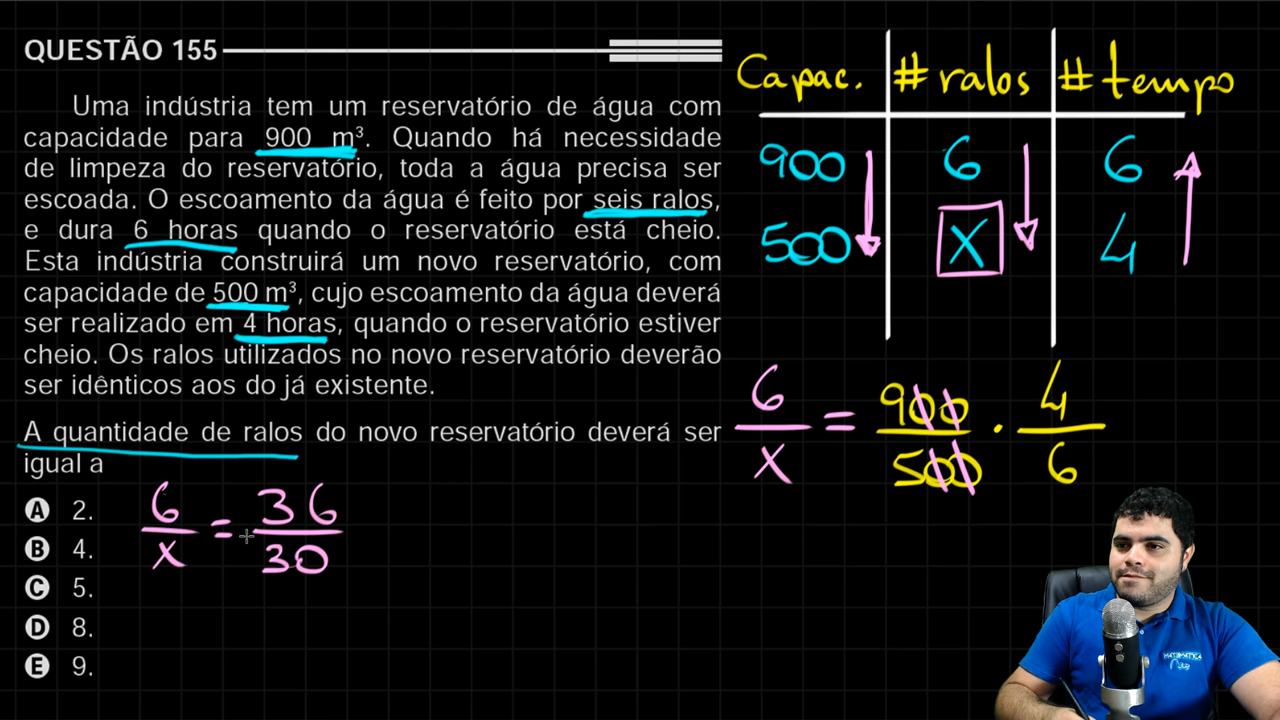 QUESTÃO 155
Uma indústria tem um reservatório de água com
capacidade para 900 m³. Quando há necessidade
de limpeza do reservatório, toda a água precisa ser
escoada. O escoamento da água é feito por seis ralos,
e dura 6 horas quando o reservatório está cheio.
Esta indústria construirá um novo reservatório, com
capacidade de 500 m³, cujo escoamento da água deverá
ser realizado em 4 horas, quando o reservatório estiver
cheio. Os ralos utilizados no novo reservatório deverão
ser idênticos aos do já existente.
A quantidade de ralos do novo reservatório deverá ser
igual a
A 2.
B 4.
C 5.
D 8.
E 9.
6/x = 36/30
Capac. # ralos # tempo
900 6 6
500 X 4
6/x = 900/500 · 4/6
MATEMÁTICA